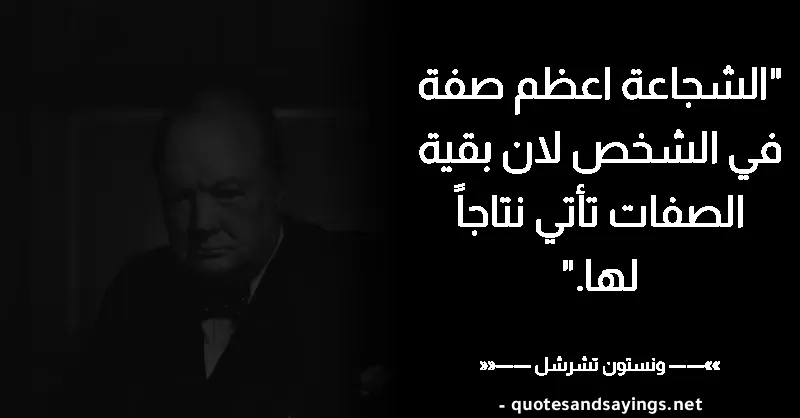 "الشجاعة اعظم صفة
في الشخص لان بقية
الصفات تأتي نتاجاً
لها."
»»—— ونستون تشرشل ——««
- quotesandsayings.net